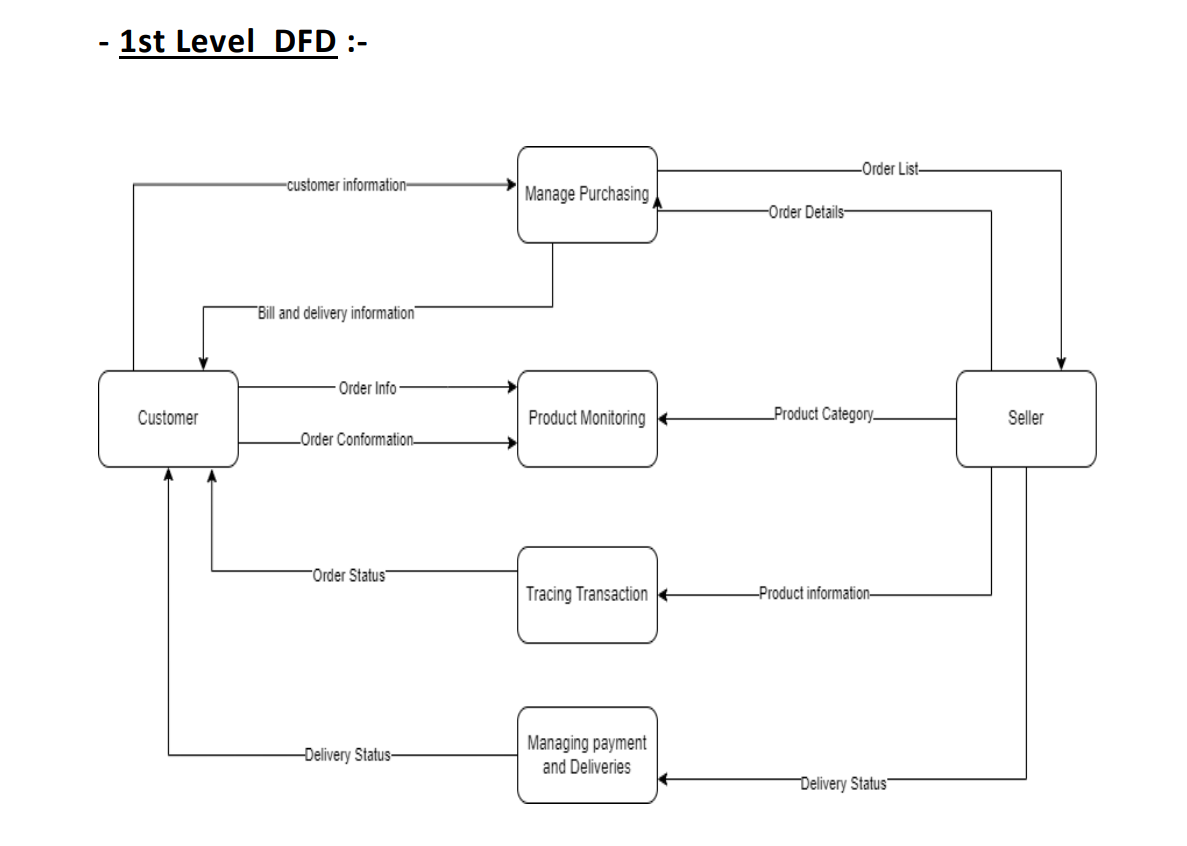 - 1st Level DFD :-
Order List
customer information
Manage Purchasing
Order Details
Bill and delivery information
Order Info
Customer
Product Monitoring
Product Category
Seller
Order Conformation
Order Status
Tracing Transaction
Product information
Managing payment
and Deliveries
Delivery Status
Delivery Status